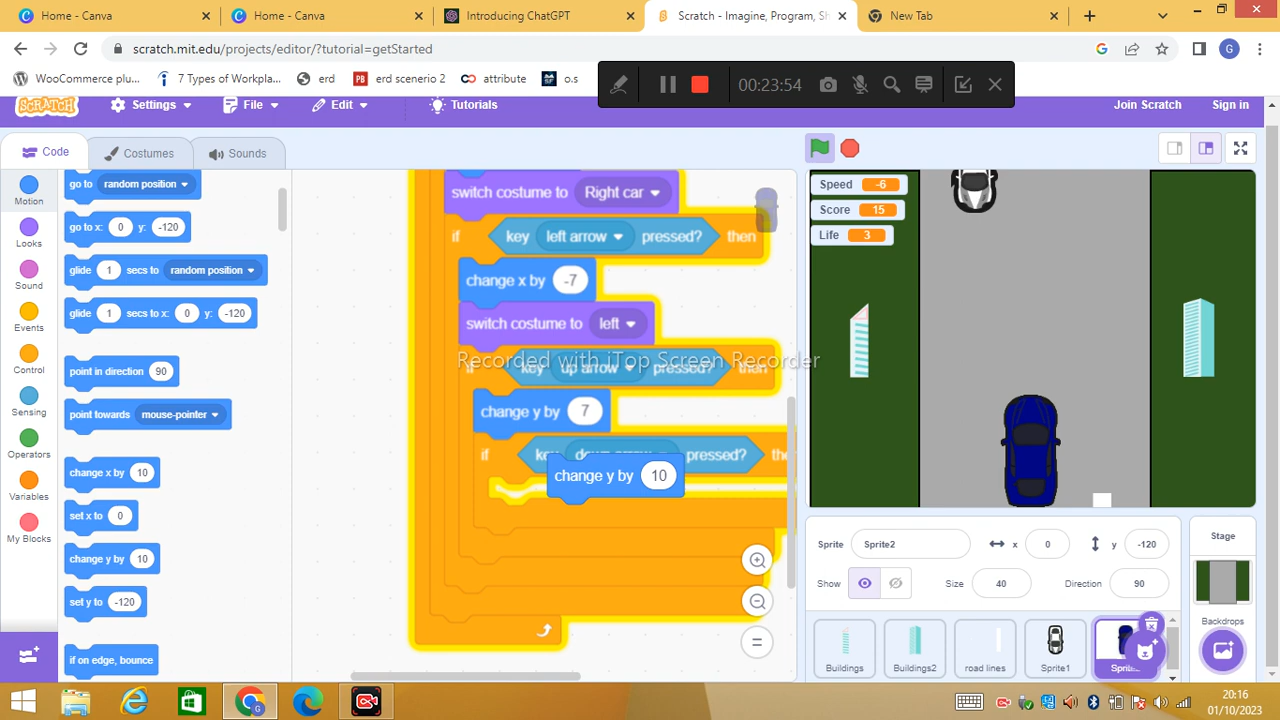 Home - Canva
Home - Canva
Introducing ChatGPT
Scratch - Imagine, Program, Sh
New Tab
scratch.mit.edu/projects/editor/?tutorial=getStarted
G
WooCommerce plu...
7 Types of Workpla...
erd
erd scenerio 2
attribute
o.s
00:23:54
SCRATCH
Settings
File
Edit
Tutorials
Join Scratch
Sign in
Code
Costumes
Sounds
Motion
Looks
Sound
Events
Control
Sensing
Operators
Variables
My Blocks
go to random position
go to x: 0 y: -120
glide 1 secs to random position
glide 1 secs to x: 0 y: -120
point in direction 90
point towards mouse-pointer
change x by 10
set x to 0
change y by 10
set y to -120
if on edge, bounce
switch costume to Right car
if key left arrow pressed? then
change x by -7
switch costume to left
Recorded with iTop Screen Recorder
if key up arrow pressed? then
change y by 7
if key down arrow pressed? the
change y by 10
Speed -6
Score 15
Life 3
Sprite Sprite2 x 0 y -120
Show Size 40 Direction 90
Stage
Backdrops
Buildings
Buildings2
road lines
Sprite1
20:16
01/10/2023